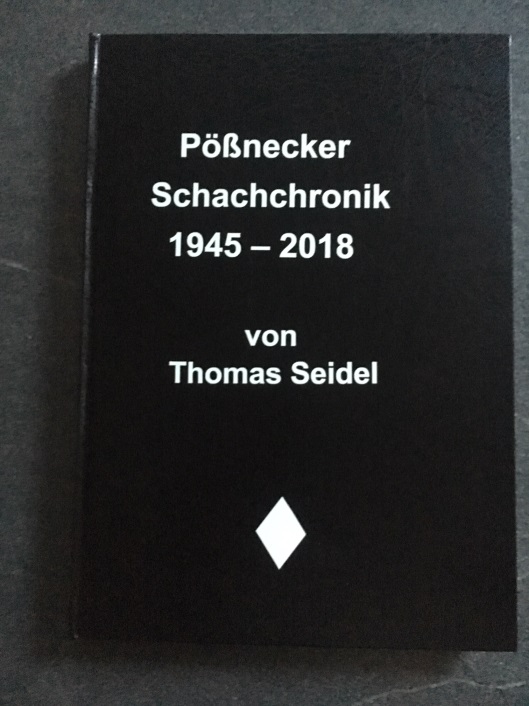 Pößnecker
Schachchronik
1945 – 2018
von
Thomas Seidel